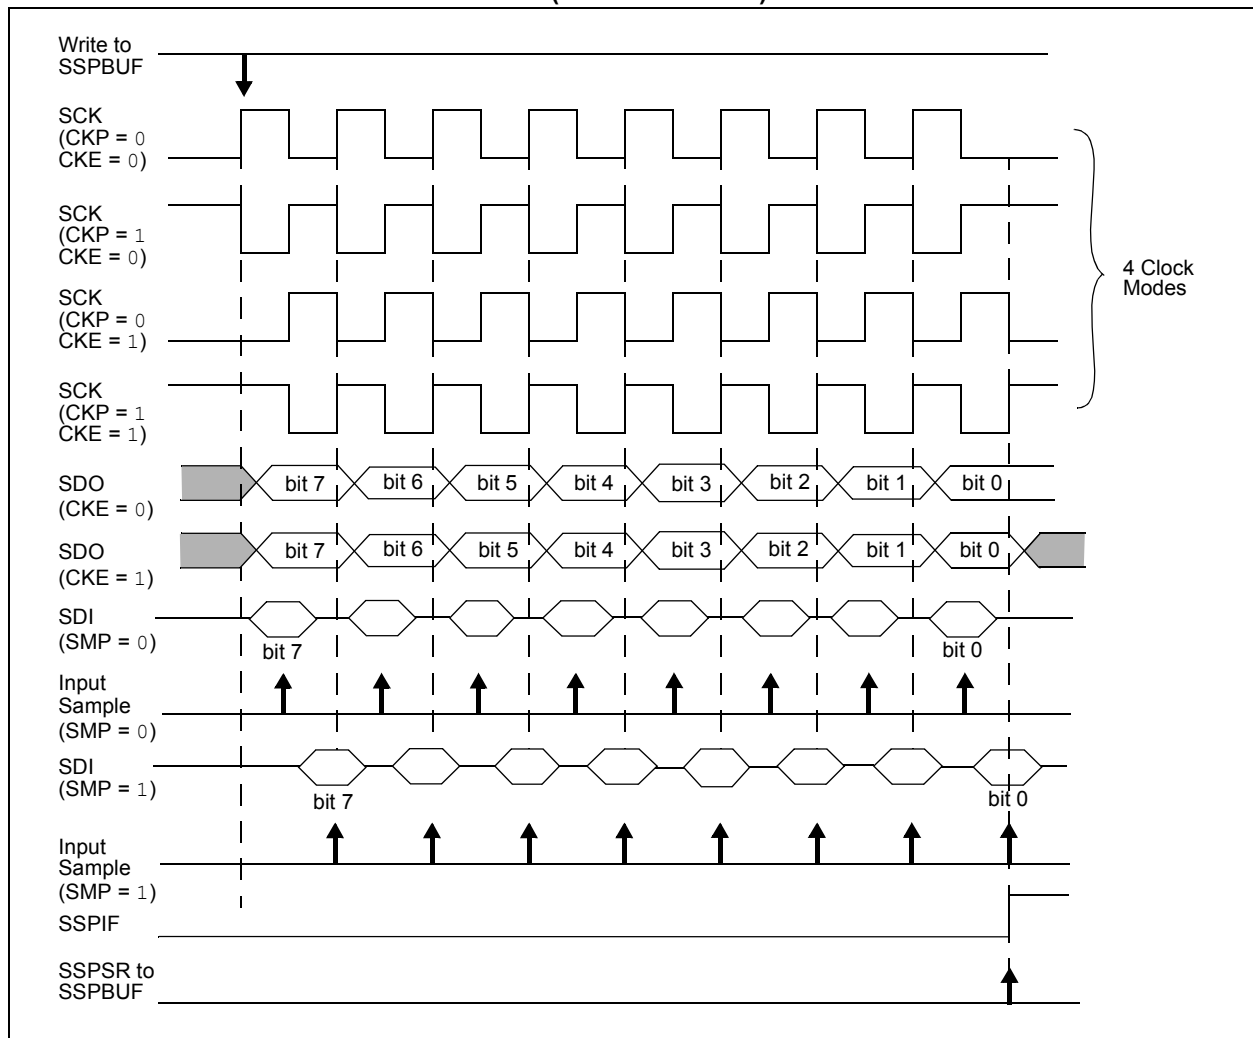 Write to
SSPBUF
SCK
(CKP = 0
CKE = 0)
SCK
(CKP = 1
CKE = 0)
SCK
(CKP = 0
CKE = 1)
SCK
(CKP = 1
CKE = 1)
4 Clock
Modes
SDO
(CKE = 0)
bit 7 bit 6 bit 5 bit 4 bit 3 bit 2 bit 1 bit 0
SDO
(CKE = 1)
bit 7 bit 6 bit 5 bit 4 bit 3 bit 2 bit 1 bit 0
SDI
(SMP = 0)
bit 7 bit 0
Input
Sample
(SMP = 0)
SDI
(SMP = 1)
bit 7 bit 0
Input
Sample
(SMP = 1)
SSPIF
SSPSR to
SSPBUF